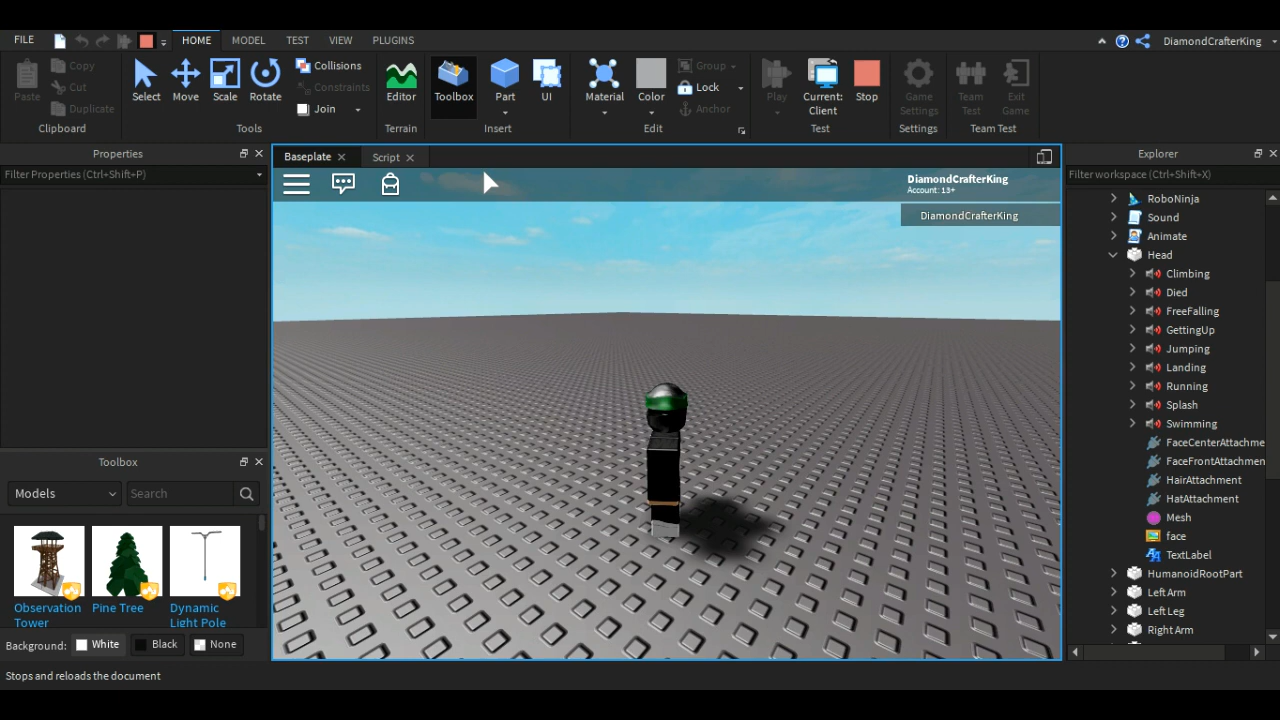 FILE
HOME
MODEL
TEST
VIEW
PLUGINS
DiamondCrafterKing
Paste
Copy
Cut
Duplicate
Clipboard
Select
Move
Scale
Rotate
Collisions
Constraints
Join
Tools
Editor
Terrain
Toolbox
Part
UI
Insert
Material
Color
Group
Lock
Anchor
Edit
Play
Current:
Client
Stop
Test
Game
Settings
Settings
Team
Test
Exit
Game
Team Test
Properties
Filter Properties (Ctrl+Shift+P)
Toolbox
Models
Search
Observation
Tower
Pine Tree
Dynamic
Light Pole
Background:
White
Black
None
Stops and reloads the document
Baseplate
Script
DiamondCrafterKing
Account: 13+
DiamondCrafterKing
Explorer
Filter workspace (Ctrl+Shift+X)
RoboNinja
Sound
Animate
Head
Climbing
Died
FreeFalling
GettingUp
Jumping
Landing
Running
Splash
Swimming
FaceCenterAttachme
FaceFrontAttachmen
HairAttachment
HatAttachment
Mesh
face
TextLabel
HumanoidRootPart
Left Arm
Left Leg
Right Arm